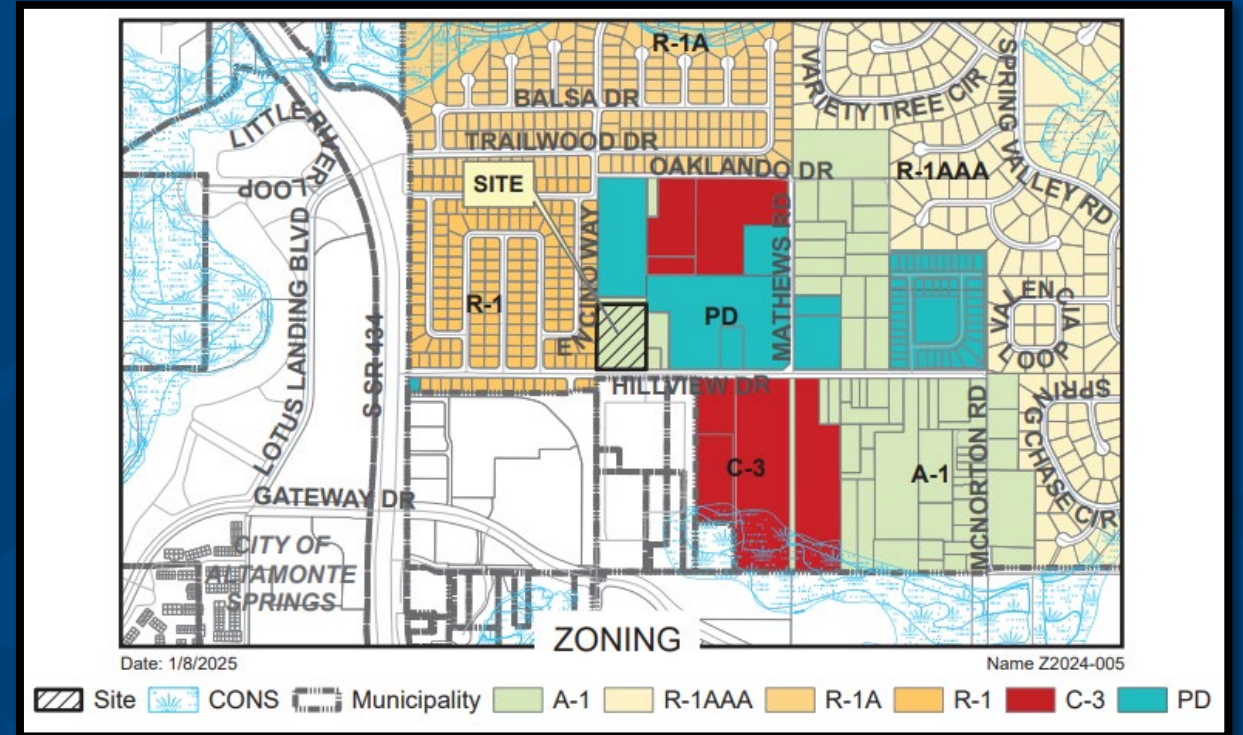 R-1A
VARIETY TREE CIR
SPRING VALLEY RD
BALSA DR
LITTLE RIVER LOOP
TRAILWOOD DR
OAKLANDO DR
SITE
R-1AAA
LOTUS LANDING BLVD
S SR 434
ENCINO WAY
MATHEWS RD
R-1
PD
VALENCIA LOOP
HILLVIEW DR
SPRING CHASE CIR
C-3
A-1
MCNORTON RD
GATEWAY DR
CITY OF
ALTAMONTE
SPRINGS
ZONING
Date: 1/8/2025
Name Z2024-005
Site CONS Municipality A-1 R-1AAA R-1A R-1 C-3 PD